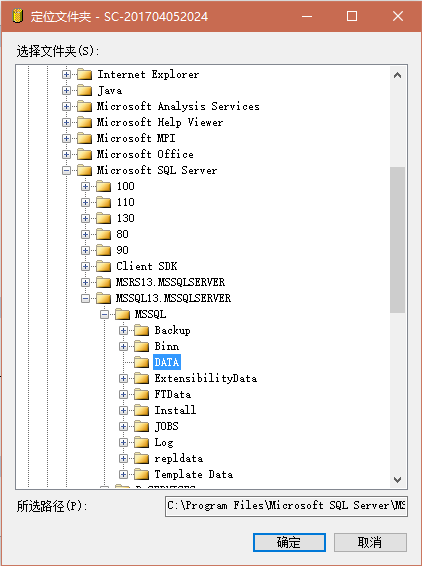 定位文件夹 - SC-201704052024
选择文件夹(S):
Internet Explorer
Java
Microsoft Analysis Services
Microsoft Help Viewer
Microsoft MPI
Microsoft Office
Microsoft SQL Server
100
110
130
80
90
Client SDK
MSRS13.MSSQLSERVER
MSSQL13.MSSQLSERVER
MSSQL
Backup
Binn
DATA
ExtensibilityData
FTData
Install
JOBS
Log
repldata
Template Data
所选路径(P):
C:\Program Files\Microsoft SQL Server\MS
确定
取消